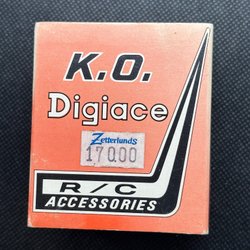 K.O.
Digiace
Zetterlunds
170.00
R/C
ACCESSORIES